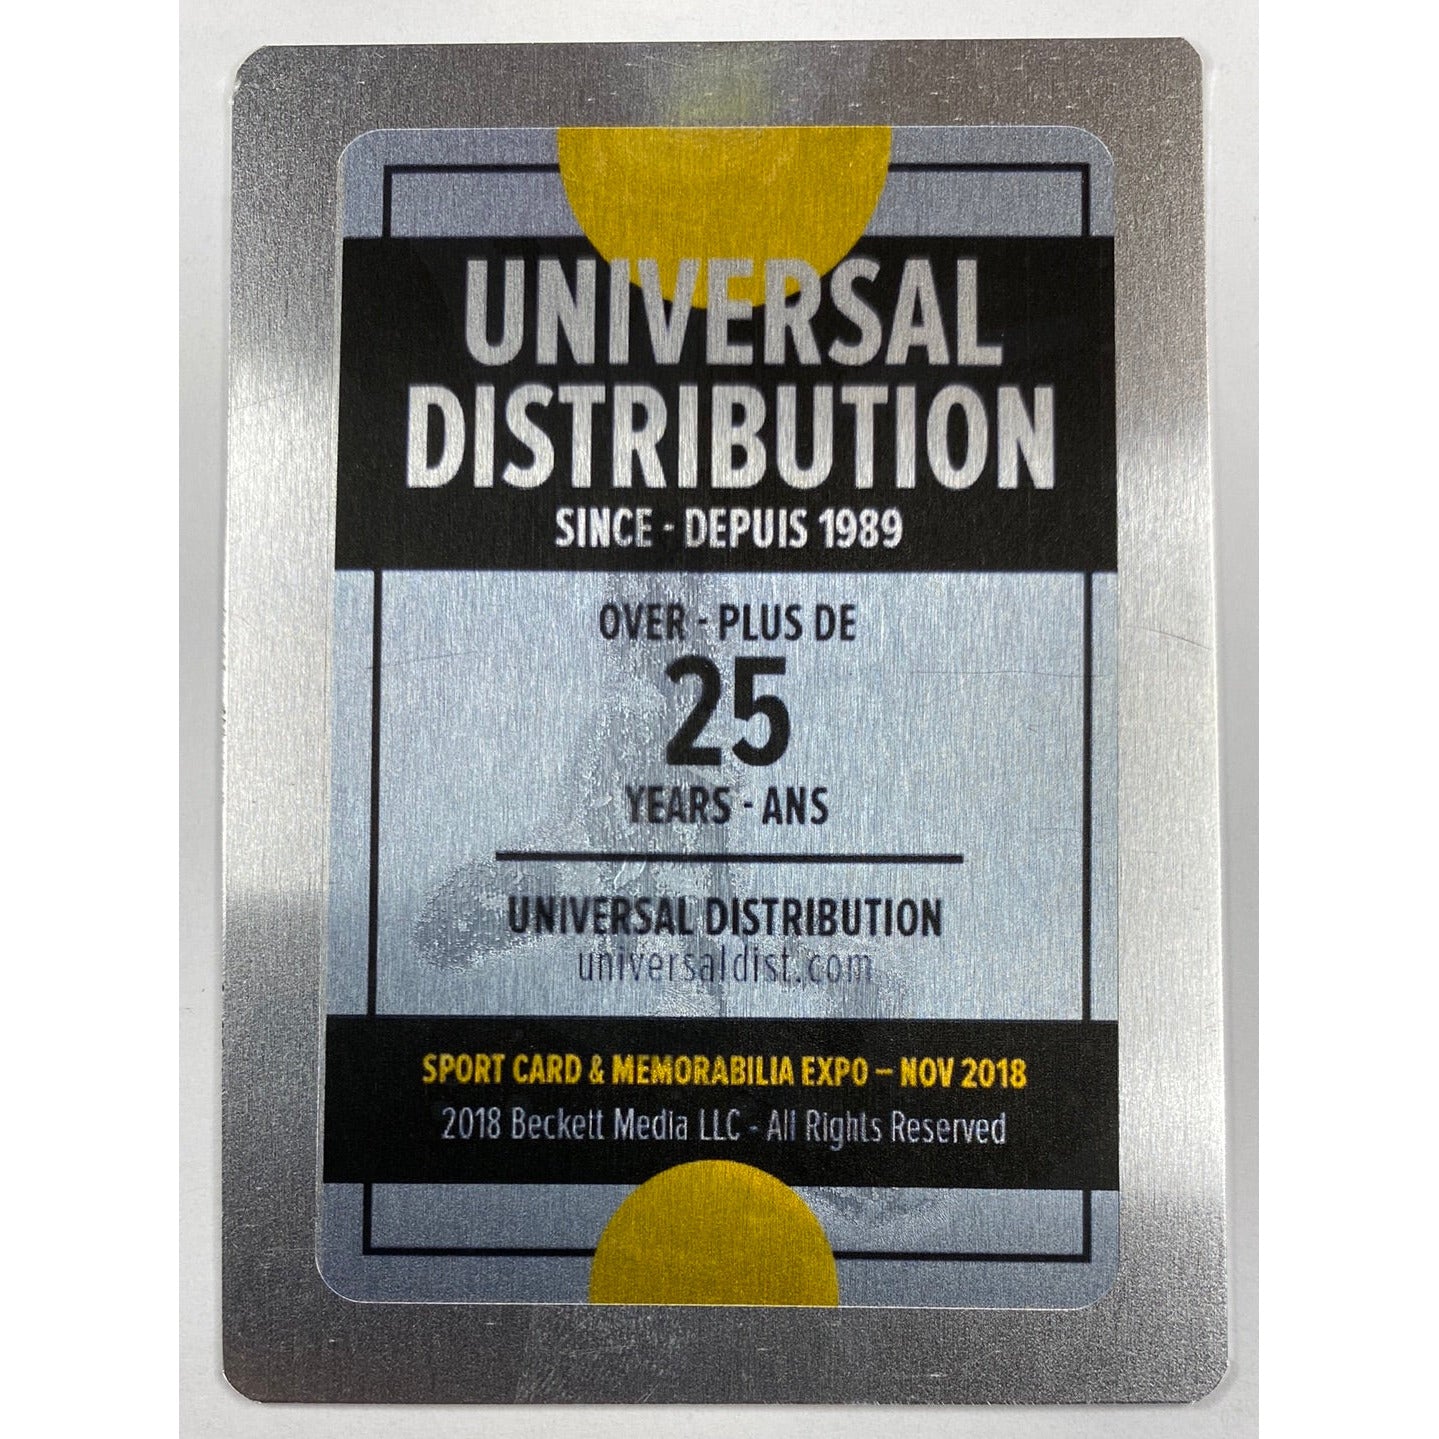 UNIVERSAL
DISTRIBUTION
SINCE - DEPUIS 1989
OVER - PLUS DE
25
YEARS - ANS
UNIVERSAL DISTRIBUTION
universaldist.com
SPORT CARD & MEMORABILIA EXPO – NOV 2018
2018 Beckett Media LLC - All Rights Reserved